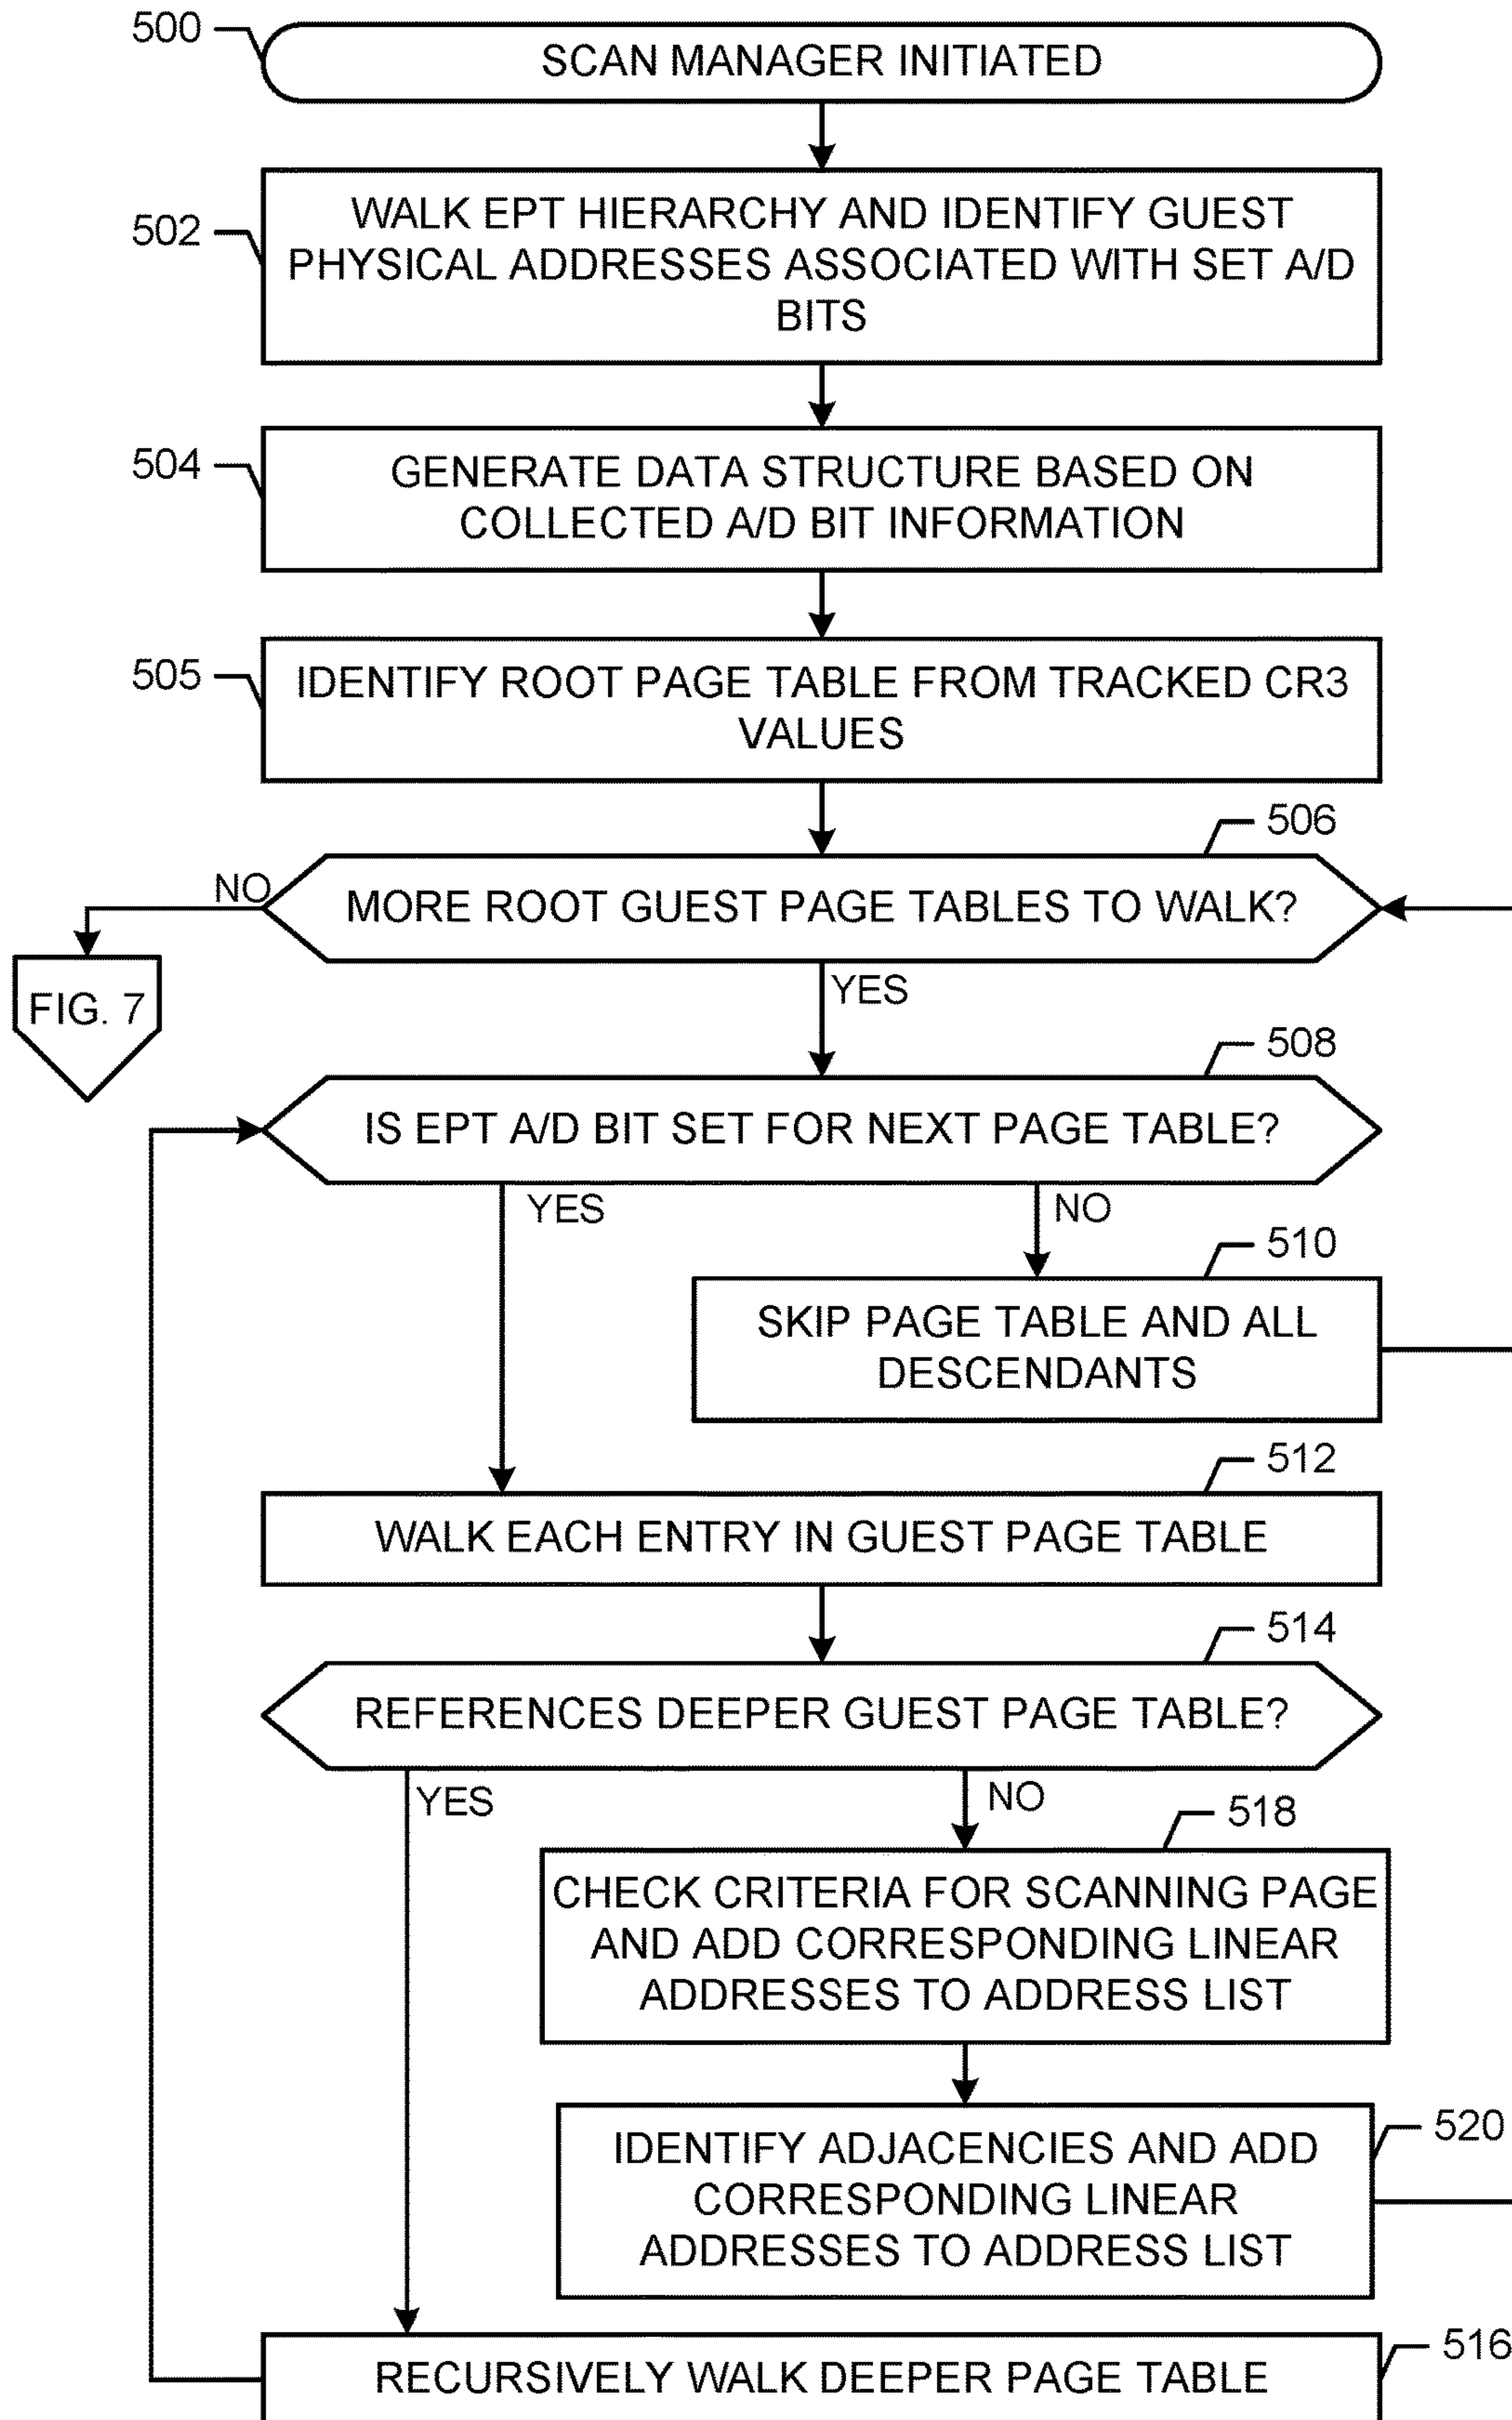 500
SCAN MANAGER INITIATED
502
WALK EPT HIERARCHY AND IDENTIFY GUEST
PHYSICAL ADDRESSES ASSOCIATED WITH SET A/D
BITS
504
GENERATE DATA STRUCTURE BASED ON
COLLECTED A/D BIT INFORMATION
505
IDENTIFY ROOT PAGE TABLE FROM TRACKED CR3
VALUES
506
NO
MORE ROOT GUEST PAGE TABLES TO WALK?
FIG. 7
YES
508
IS EPT A/D BIT SET FOR NEXT PAGE TABLE?
YES
NO
510
SKIP PAGE TABLE AND ALL
DESCENDANTS
512
WALK EACH ENTRY IN GUEST PAGE TABLE
514
REFERENCES DEEPER GUEST PAGE TABLE?
YES
NO
518
CHECK CRITERIA FOR SCANNING PAGE
AND ADD CORRESPONDING LINEAR
ADDRESSES TO ADDRESS LIST
520
IDENTIFY ADJACENCIES AND ADD
CORRESPONDING LINEAR
ADDRESSES TO ADDRESS LIST
516
RECURSIVELY WALK DEEPER PAGE TABLE